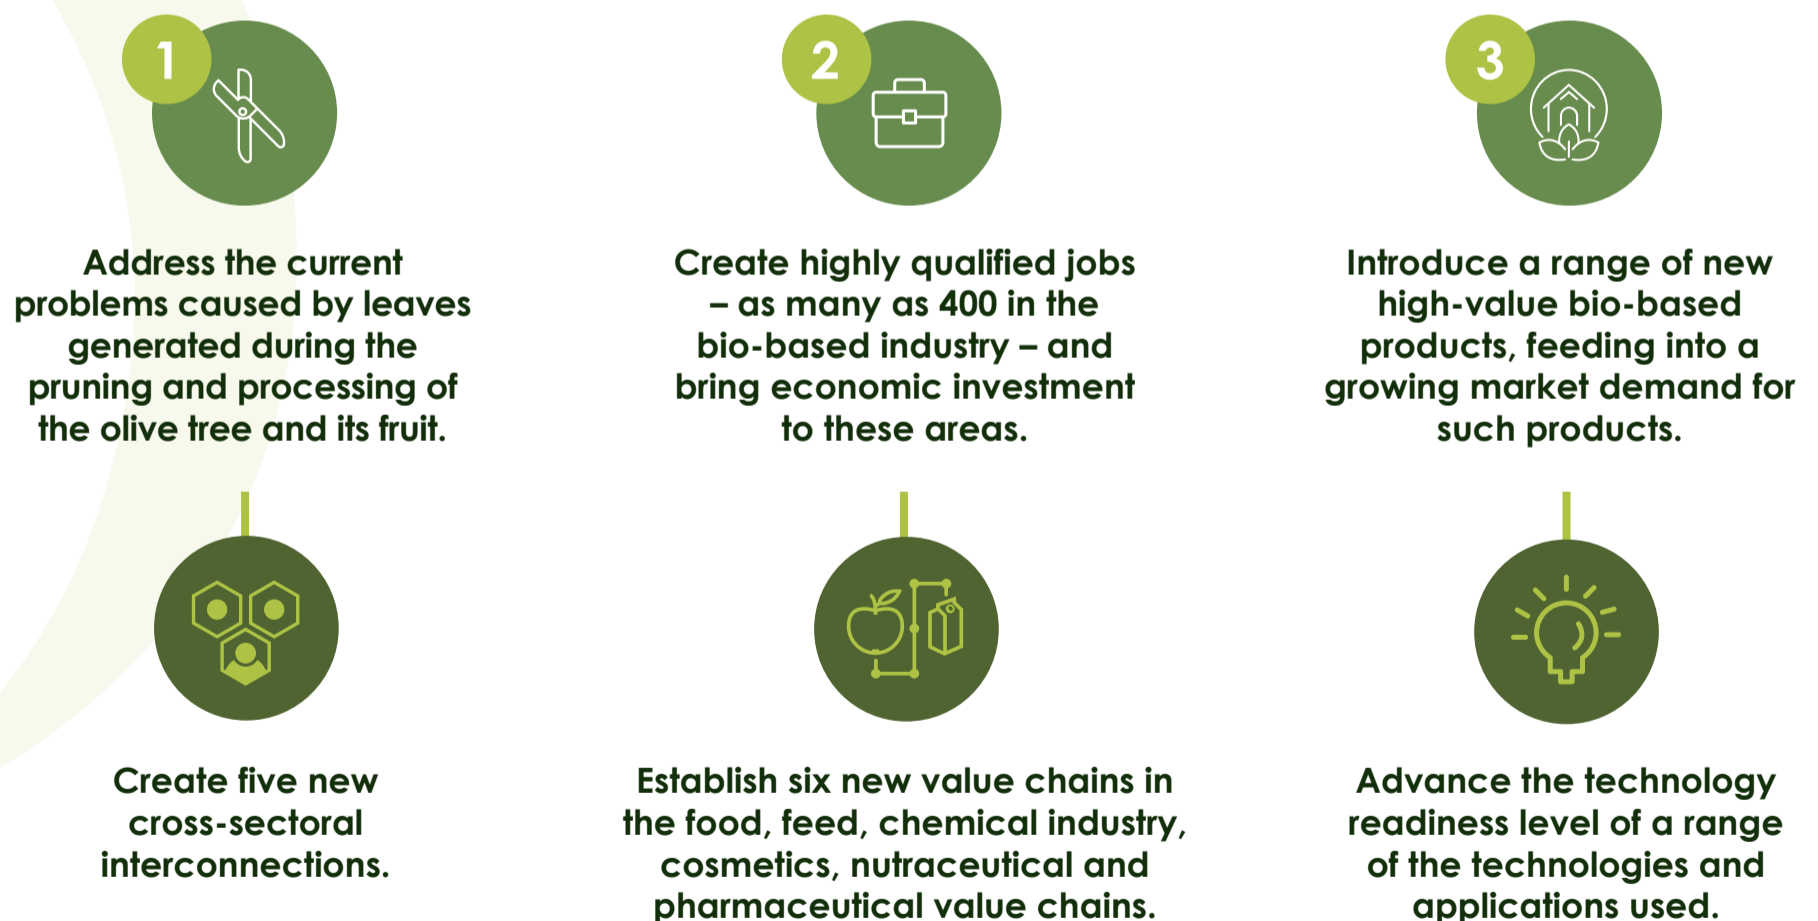 1
Address the current
problems caused by leaves
generated during the
pruning and processing of
the olive tree and its fruit.
2
Create highly qualified jobs
– as many as 400 in the
bio-based industry – and
bring economic investment
to these areas.
3
Introduce a range of new
high-value bio-based
products, feeding into a
growing market demand for
such products.
Create five new
cross-sectoral
interconnections.
Establish six new value chains in
the food, feed, chemical industry,
cosmetics, nutraceutical and
pharmaceutical value chains.
Advance the technology
readiness level of a range
of the technologies and
applications used.